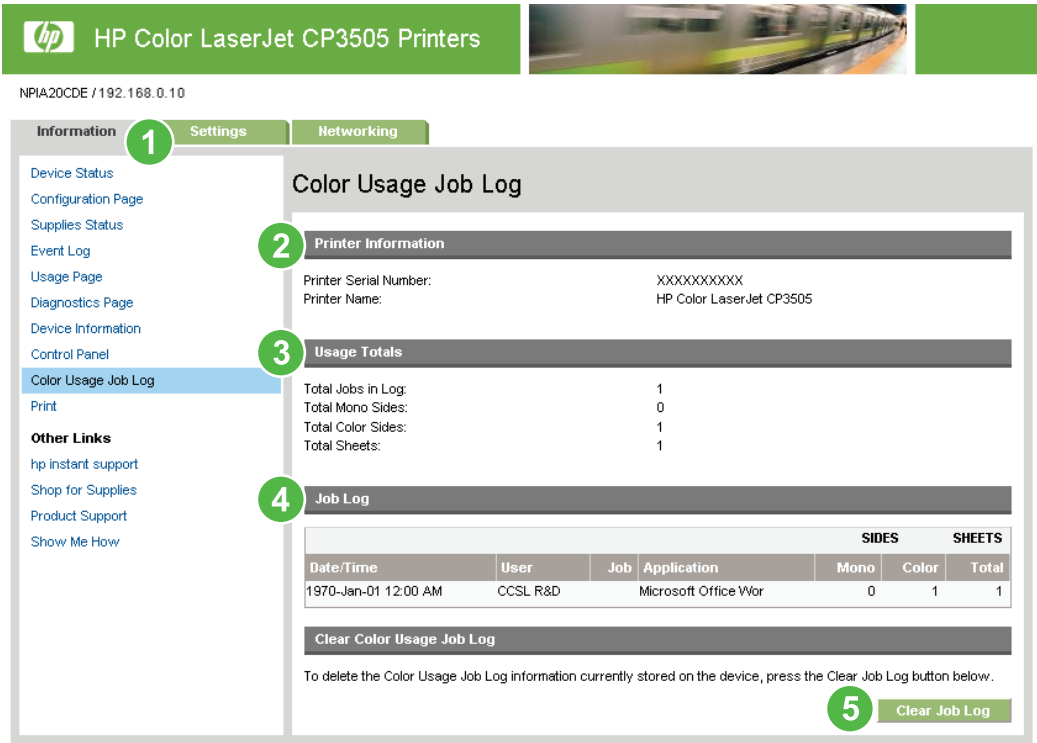 hp HP Color LaserJet CP3505 Printers
NPIA20CDE / 192.168.0.10
Information 1 Settings Networking
Device Status
Configuration Page
Supplies Status
Event Log
Usage Page
Diagnostics Page
Device Information
Control Panel
Color Usage Job Log
Print
Other Links
hp instant support
Shop for Supplies
Product Support
Show Me How
Color Usage Job Log
2 Printer Information
Printer Serial Number: XXXXXXXXXX
Printer Name: HP Color LaserJet CP3505
3 Usage Totals
Total Jobs in Log: 1
Total Mono Sides: 0
Total Color Sides: 1
Total Sheets: 1
4 Job Log
SIDES SHEETS
Date/Time User Job Application Mono Color Total
1970-Jan-01 12:00 AM CCSL R&D Microsoft Office Wor 0 1 1
Clear Color Usage Job Log
To delete the Color Usage Job Log information currently stored on the device, press the Clear Job Log button below.
5 Clear Job Log